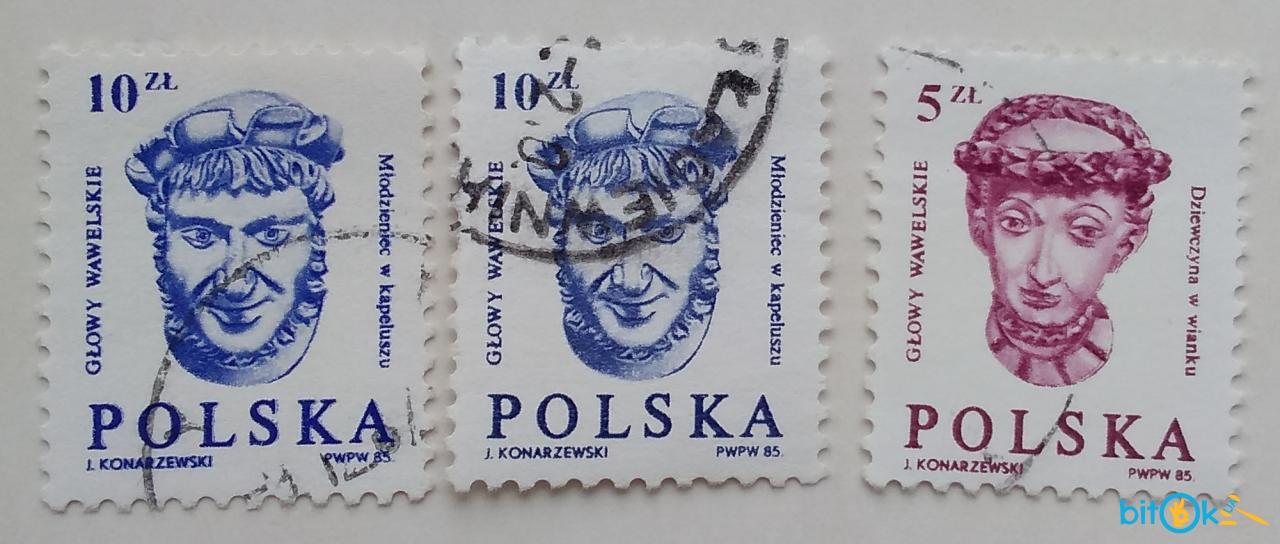 10 ZŁ
GŁOWY WAWELSKIE
Młodzieniec w kapeluszu
POLSKA
J. KONARZEWSKI
PWPW 85.
10 ZŁ
GŁOWY WAWELSKIE
Młodzieniec w kapeluszu
POLSKA
J. KONARZEWSKI
PWPW 85.
5 ZŁ
GŁOWY WAWELSKIE
Dziewczyna w wianku
POLSKA
J. KONARZEWSKI
PWPW 85.
bitOk